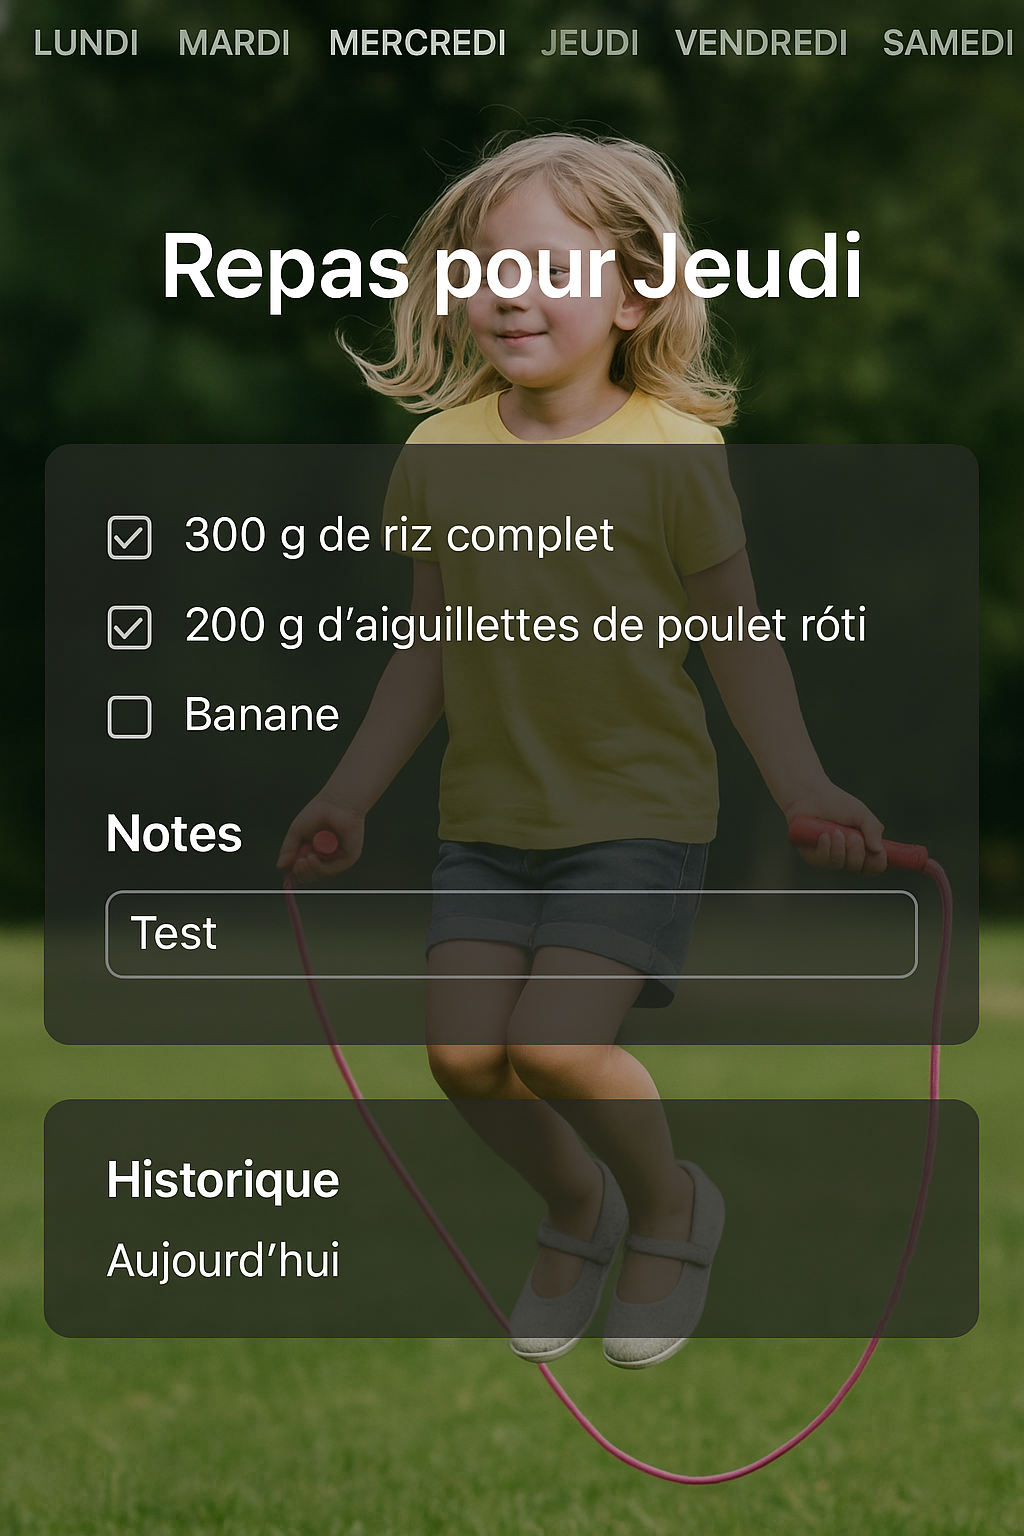 LUNDI MARDI MERCREDI JEUDI VENDREDI SAMEDI
Repas pour Jeudi
300 g de riz complet
200 g d’aiguillettes de poulet róti
Banane
Notes
Test
Historique
Aujourd’hui